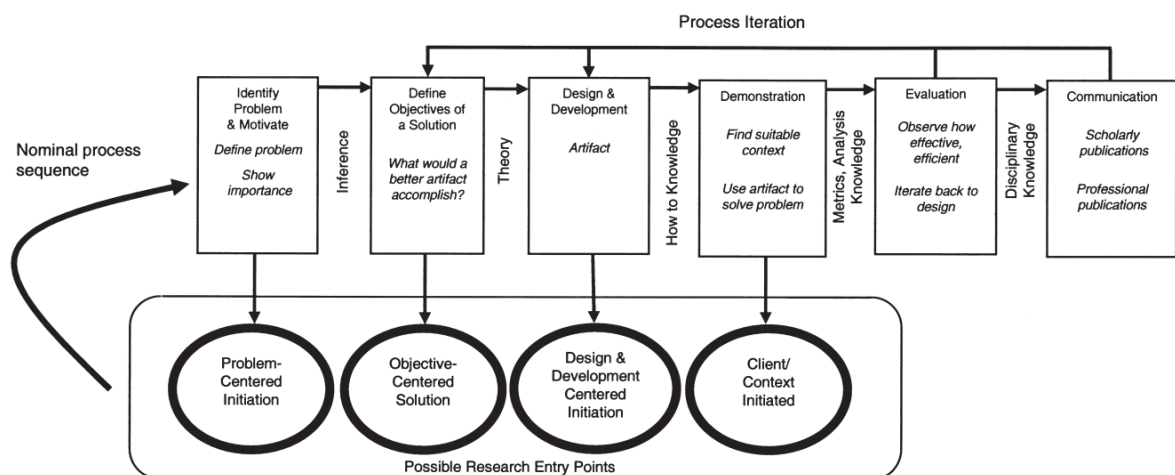 Process Iteration
Nominal process
sequence
Identify
Problem
& Motivate
Define problem
Show
importance
Inference
Define
Objectives of
a Solution
What would a
better artifact
accomplish?
Theory
Design &
Development
Artifact
How to Knowledge
Demonstration
Find suitable
context
Use artifact to
solve problem
Metrics, Analysis
Knowledge
Evaluation
Observe how
effective,
efficient
Iterate back to
design
Disciplinary
Knowledge
Communication
Scholarly
publications
Professional
publications
Problem-
Centered
Initiation
Objective-
Centered
Solution
Design &
Development
Centered
Initiation
Client/
Context
Initiated
Possible Research Entry Points